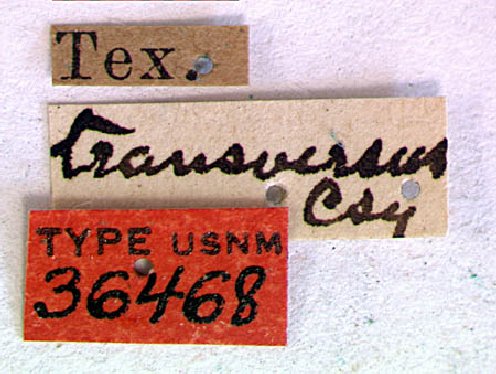 Tex.
transversus
Csy
TYPE USNM
36468